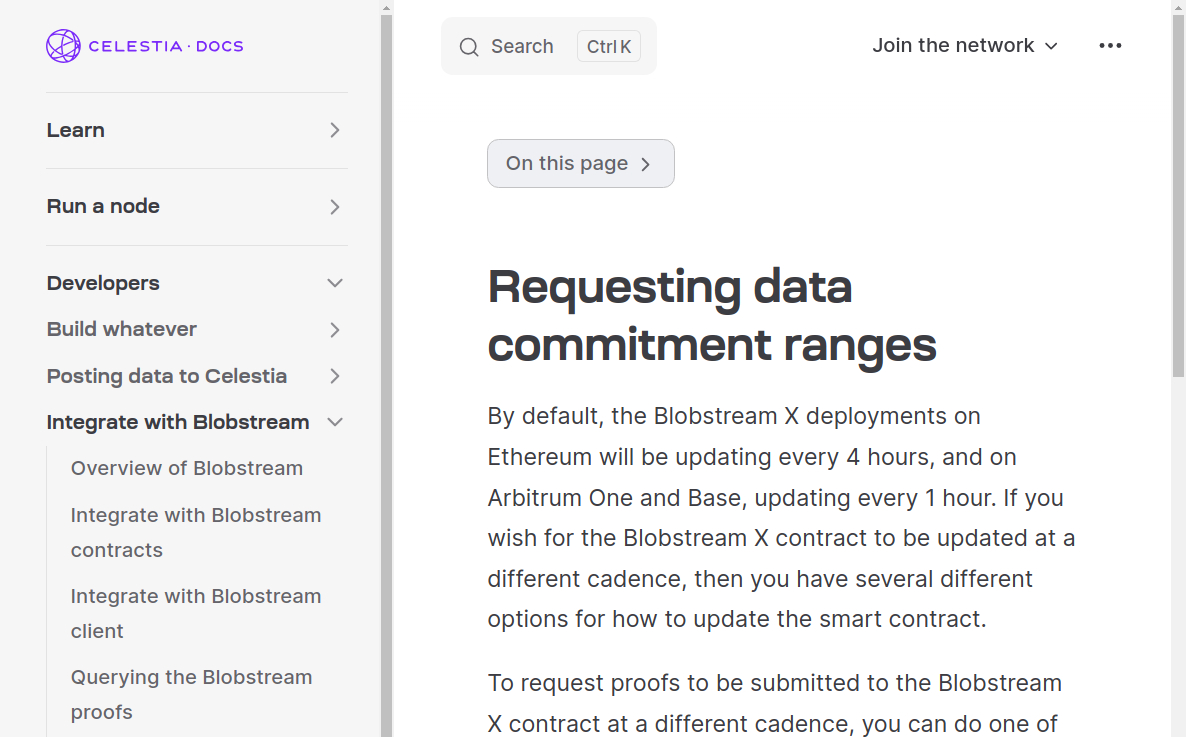 CELESTIA · DOCS
Learn
Run a node
Developers
Build whatever
Posting data to Celestia
Integrate with Blobstream
Overview of Blobstream
Integrate with Blobstream
contracts
Integrate with Blobstream
client
Querying the Blobstream
proofs
Search Ctrl K
Join the network
On this page
Requesting data
commitment ranges
By default, the Blobstream X deployments on
Ethereum will be updating every 4 hours, and on
Arbitrum One and Base, updating every 1 hour. If you
wish for the Blobstream X contract to be updated at a
different cadence, then you have several different
options for how to update the smart contract.
To request proofs to be submitted to the Blobstream
X contract at a different cadence, you can do one of